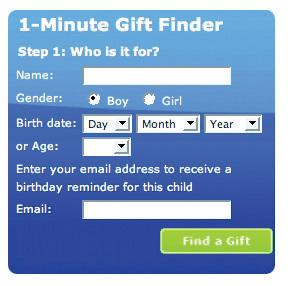 1-Minute Gift Finder
Step 1: Who is it for?
Name:
Gender: Boy Girl
Birth date: Day Month Year
or Age:
Enter your email address to receive a
birthday reminder for this child
Email:
Find a Gift